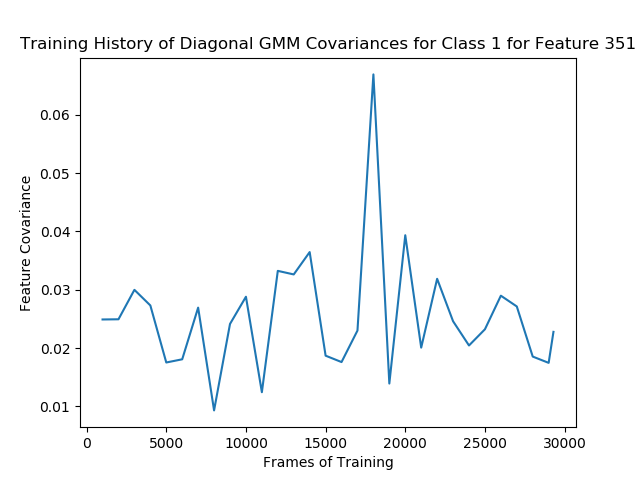 Training History of Diagonal GMM Covariances for Class 1 for Feature 351
0.06
0.05
0.04
0.03
0.02
0.01
Feature Covariance
0 5000 10000 15000 20000 25000 30000
Frames of Training